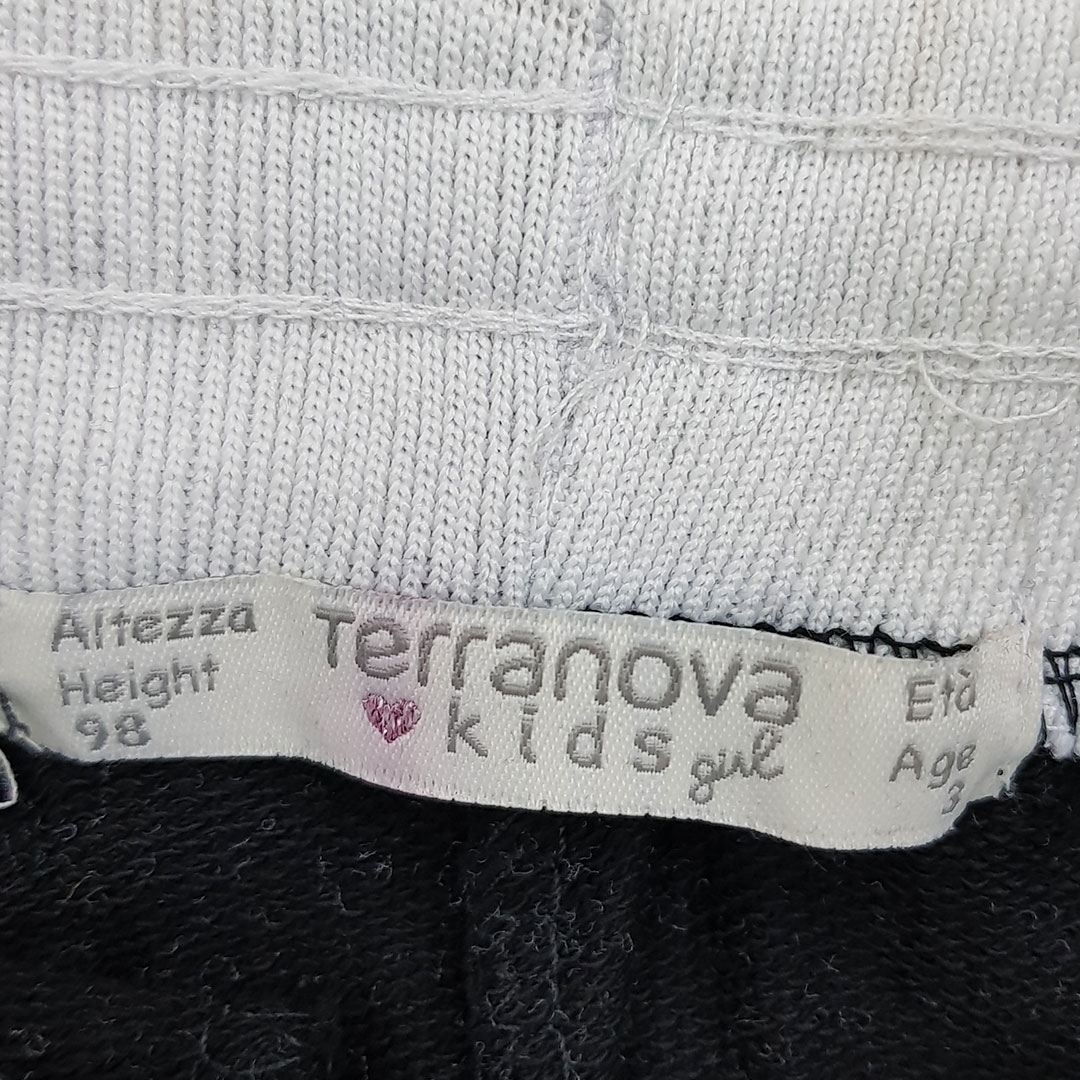 Altezza
Height
98
Terranova
kids girl
Età
Age
3